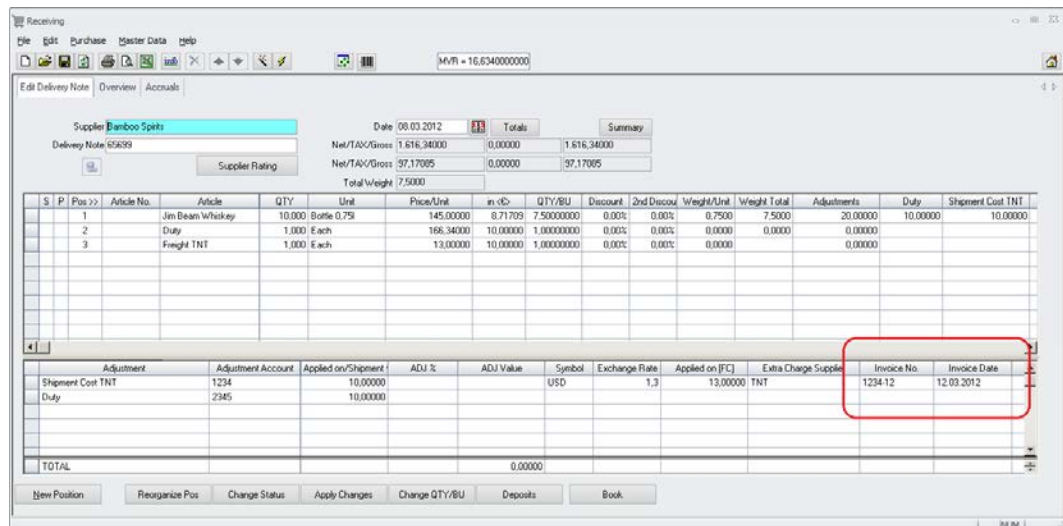 Receiving
File Edit Purchase Master Data Help
info MVR = 16,6340000000
Edit Delivery Note Overview Accruals
Supplier Bamboo Spirits Date 08.03.2012 Totals Summary
Delivery Note 65699 Net/TAX/Gross 1.616,34000 0,00000 1.616,34000
Supplier Rating Net/TAX/Gross 97,17085 0,00000 97,17085
Total Weight 7,5000
S P Pos >> Article No. Article QTY Unit Price/Unit in <€> QTY/BU Discount 2nd Discou Weight/Unit Weight Total Adjustments Duty Shipment Cost TNT
1 Jim Beam Whiskey 10,000 Bottle 0,75l 145,00000 8,71709 7,50000000 0,00% 0,00% 0,7500 7,5000 20,00000 10,00000 10,00000
2 Duty 1,000 Each 166,34000 10,00000 1,00000000 0,00% 0,00% 0,0000 0,0000 0,00000
3 Freight TNT 1,000 Each 13,00000 10,00000 1,00000000 0,00% 0,00% 0,0000 0,00000
Adjustment Adjustment Account Applied on/Shipment ADJ % ADJ Value Symbol Exchange Rate Applied on [FC] Extra Charge Supplie Invoice No. Invoice Date
Shipment Cost TNT 1234 10,00000 USD 1,3 13,00000 TNT 1234-12 12.03.2012
Duty 2345 10,00000
TOTAL 0,00000
New Position Reorganize Pos Change Status Apply Changes Change QTY/BU Deposits Book
NUM